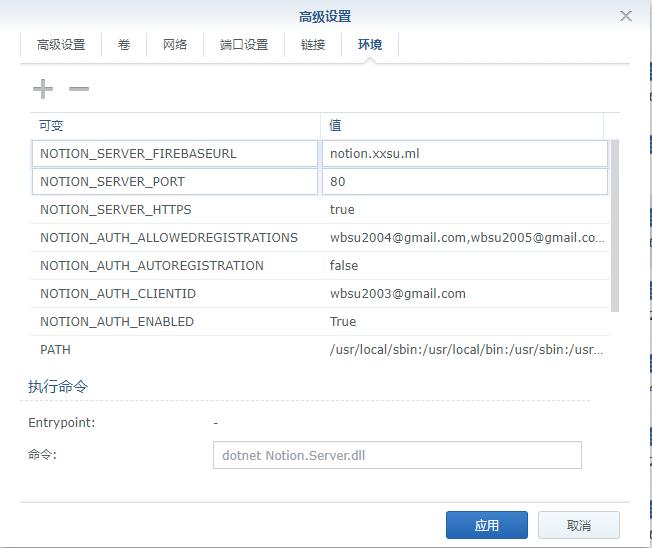 高级设置
高级设置 卷 网络 端口设置 链接 环境
可变 值
NOTION_SERVER_FIREBASEURL notion.xxsu.ml
NOTION_SERVER_PORT 80
NOTION_SERVER_HTTPS true
NOTION_AUTH_ALLOWEDREGISTRATIONS wbsu2004@gmail.com,wbsu2005@gmail.co...
NOTION_AUTH_AUTOREGISTRATION false
NOTION_AUTH_CLIENTID wbsu2003@gmail.com
NOTION_AUTH_ENABLED True
PATH /usr/local/sbin:/usr/local/bin:/usr/sbin:/usr...
执行命令
Entrypoint: -
命令: dotnet Notion.Server.dll
应用 取消